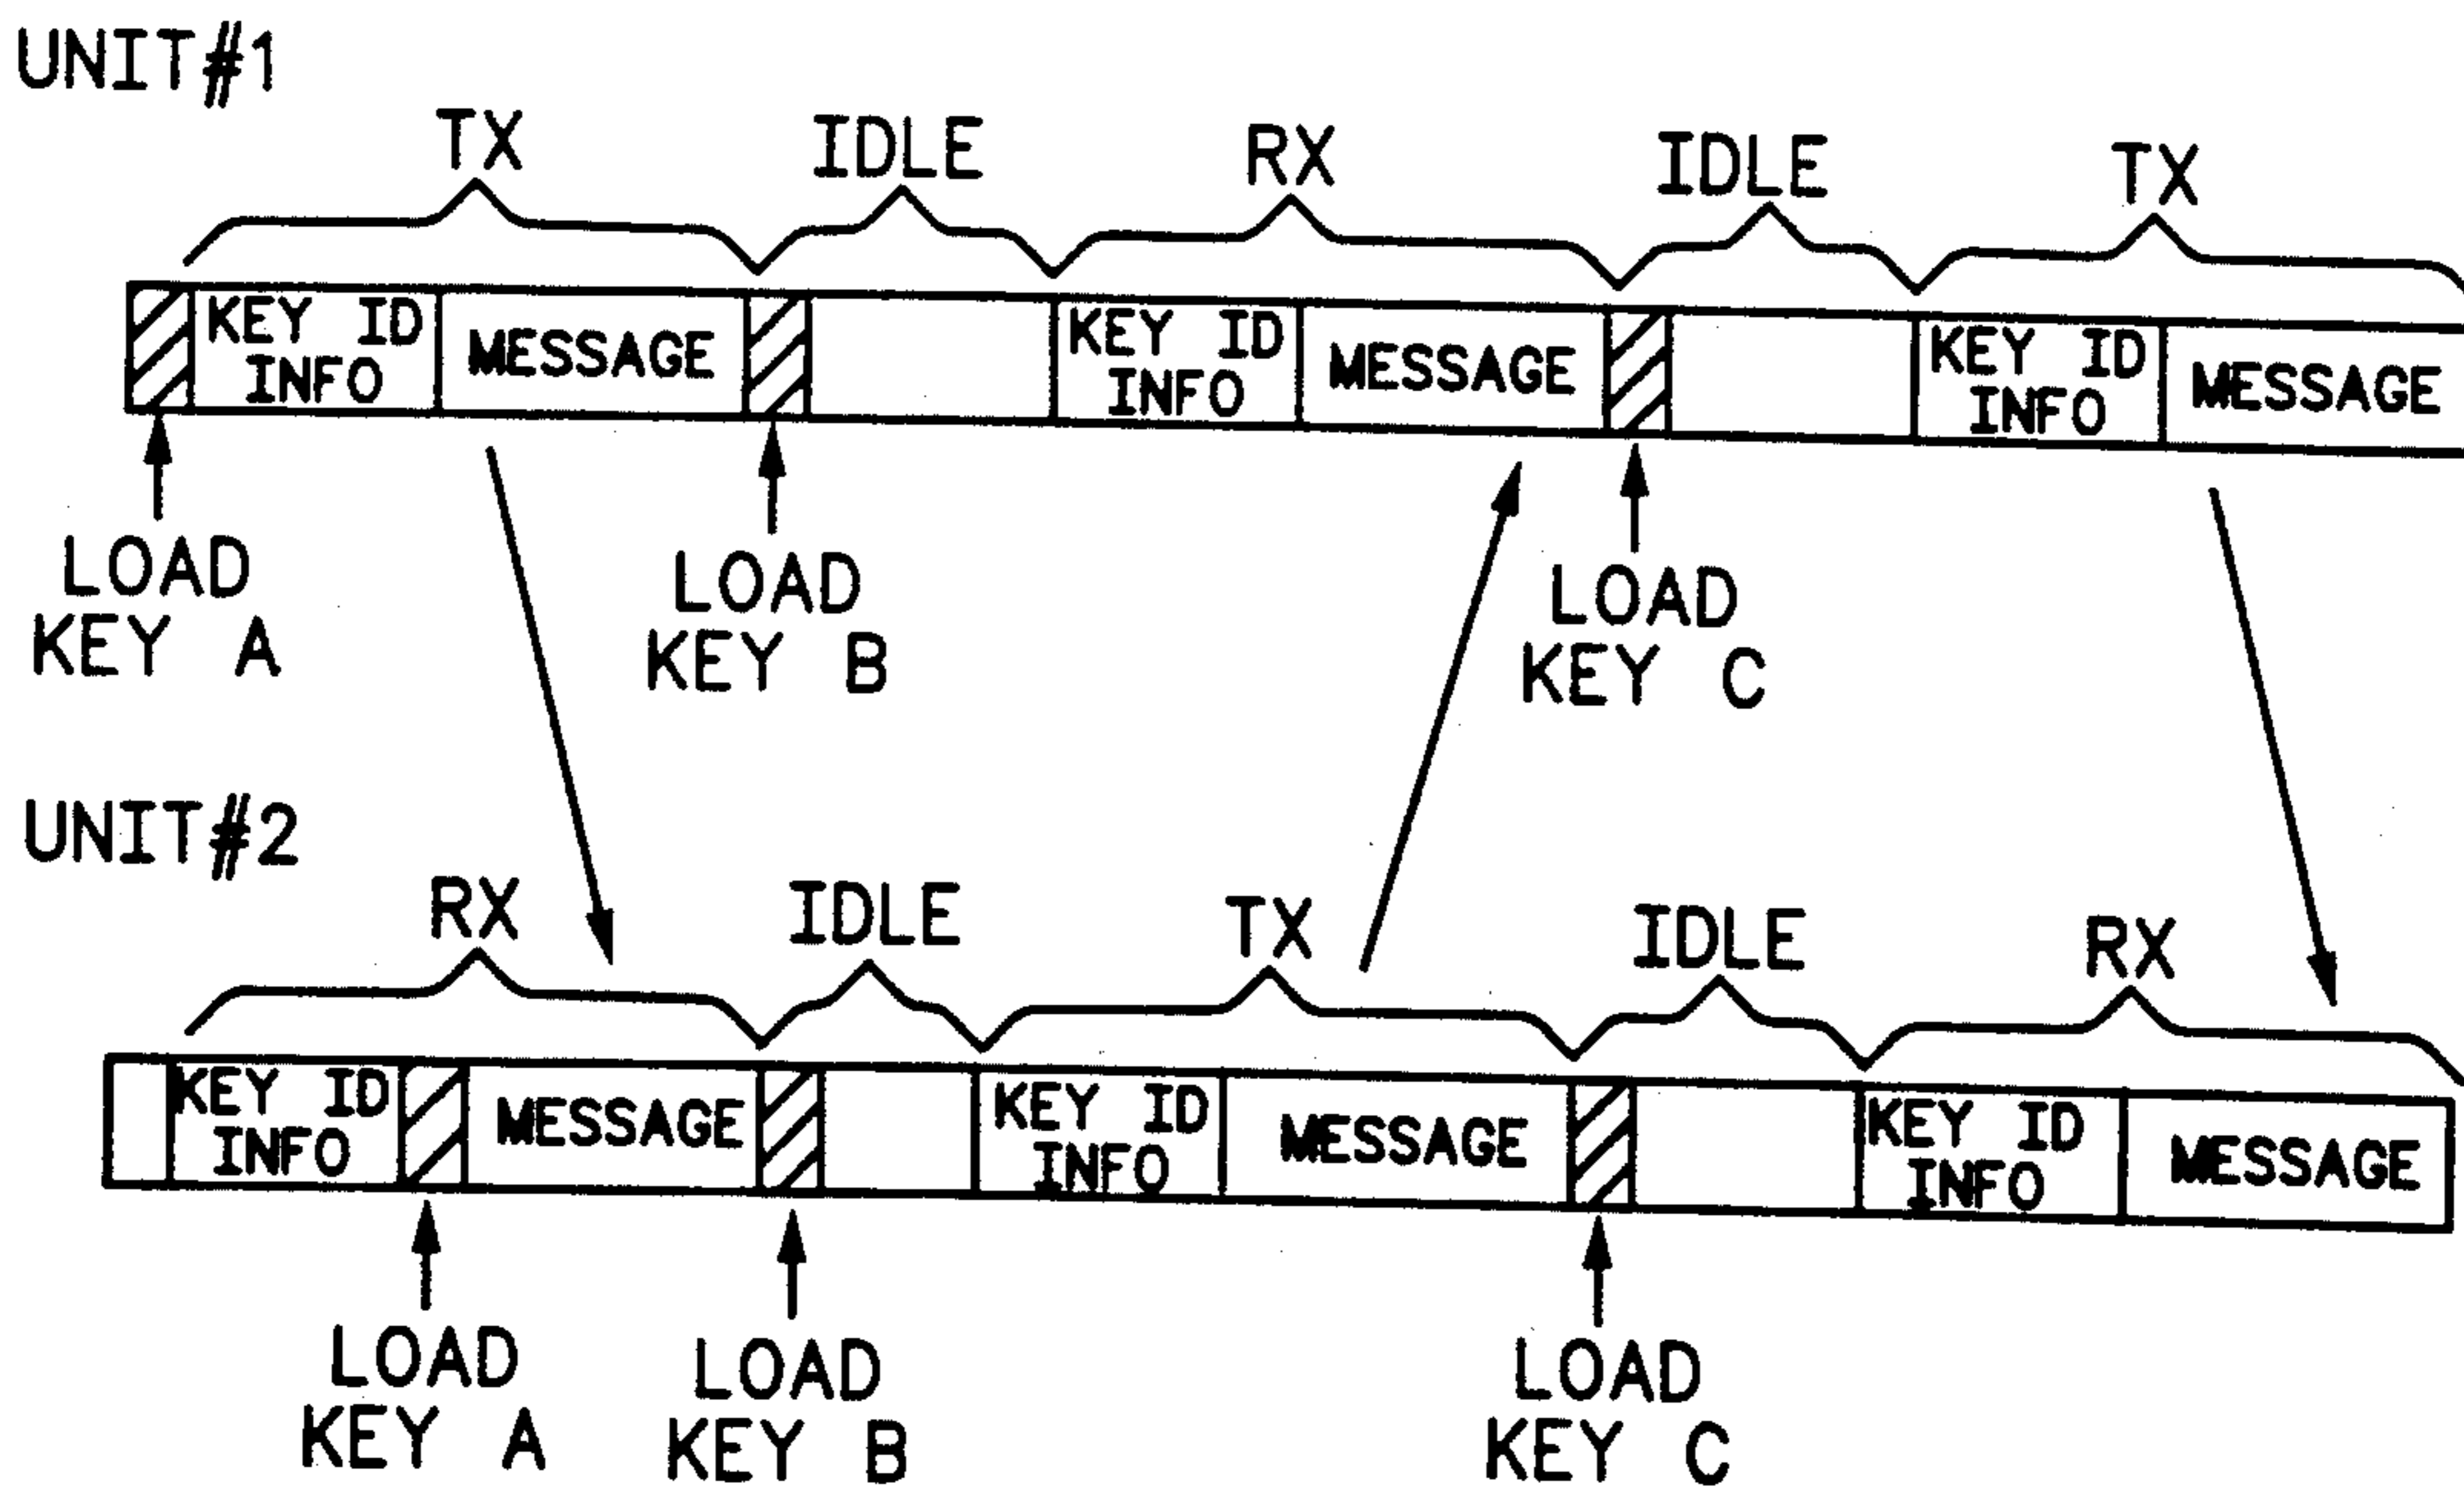 UNIT#1
TX IDLE RX IDLE TX
KEY ID INFO MESSAGE KEY ID INFO MESSAGE KEY ID INFO MESSAGE
LOAD KEY A
LOAD KEY B
LOAD KEY C
UNIT#2
RX IDLE TX IDLE RX
KEY ID INFO MESSAGE KEY ID INFO MESSAGE KEY ID INFO MESSAGE
LOAD KEY A
LOAD KEY B
LOAD KEY C